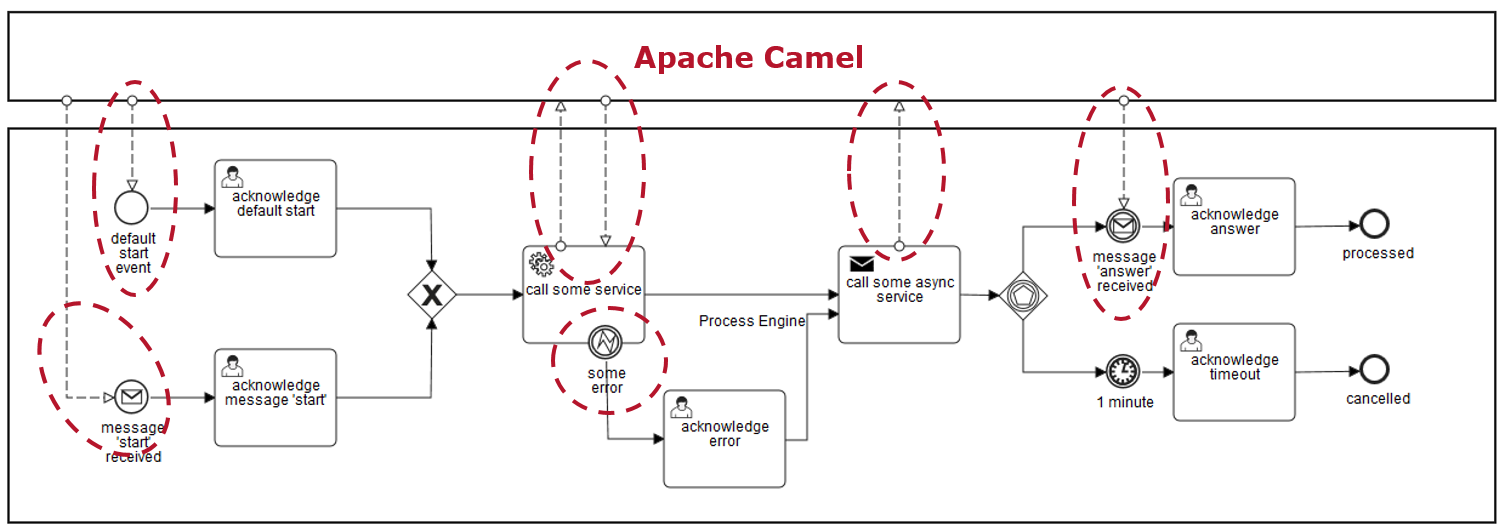 Apache Camel
acknowledge
default start
default
start
event
acknowledge
message 'start'
message
'start'
received
X
call some service
some
error
Process Engine
acknowledge
error
call some async
service
message
'answer'
received
acknowledge
answer
processed
1 minute
acknowledge
timeout
cancelled